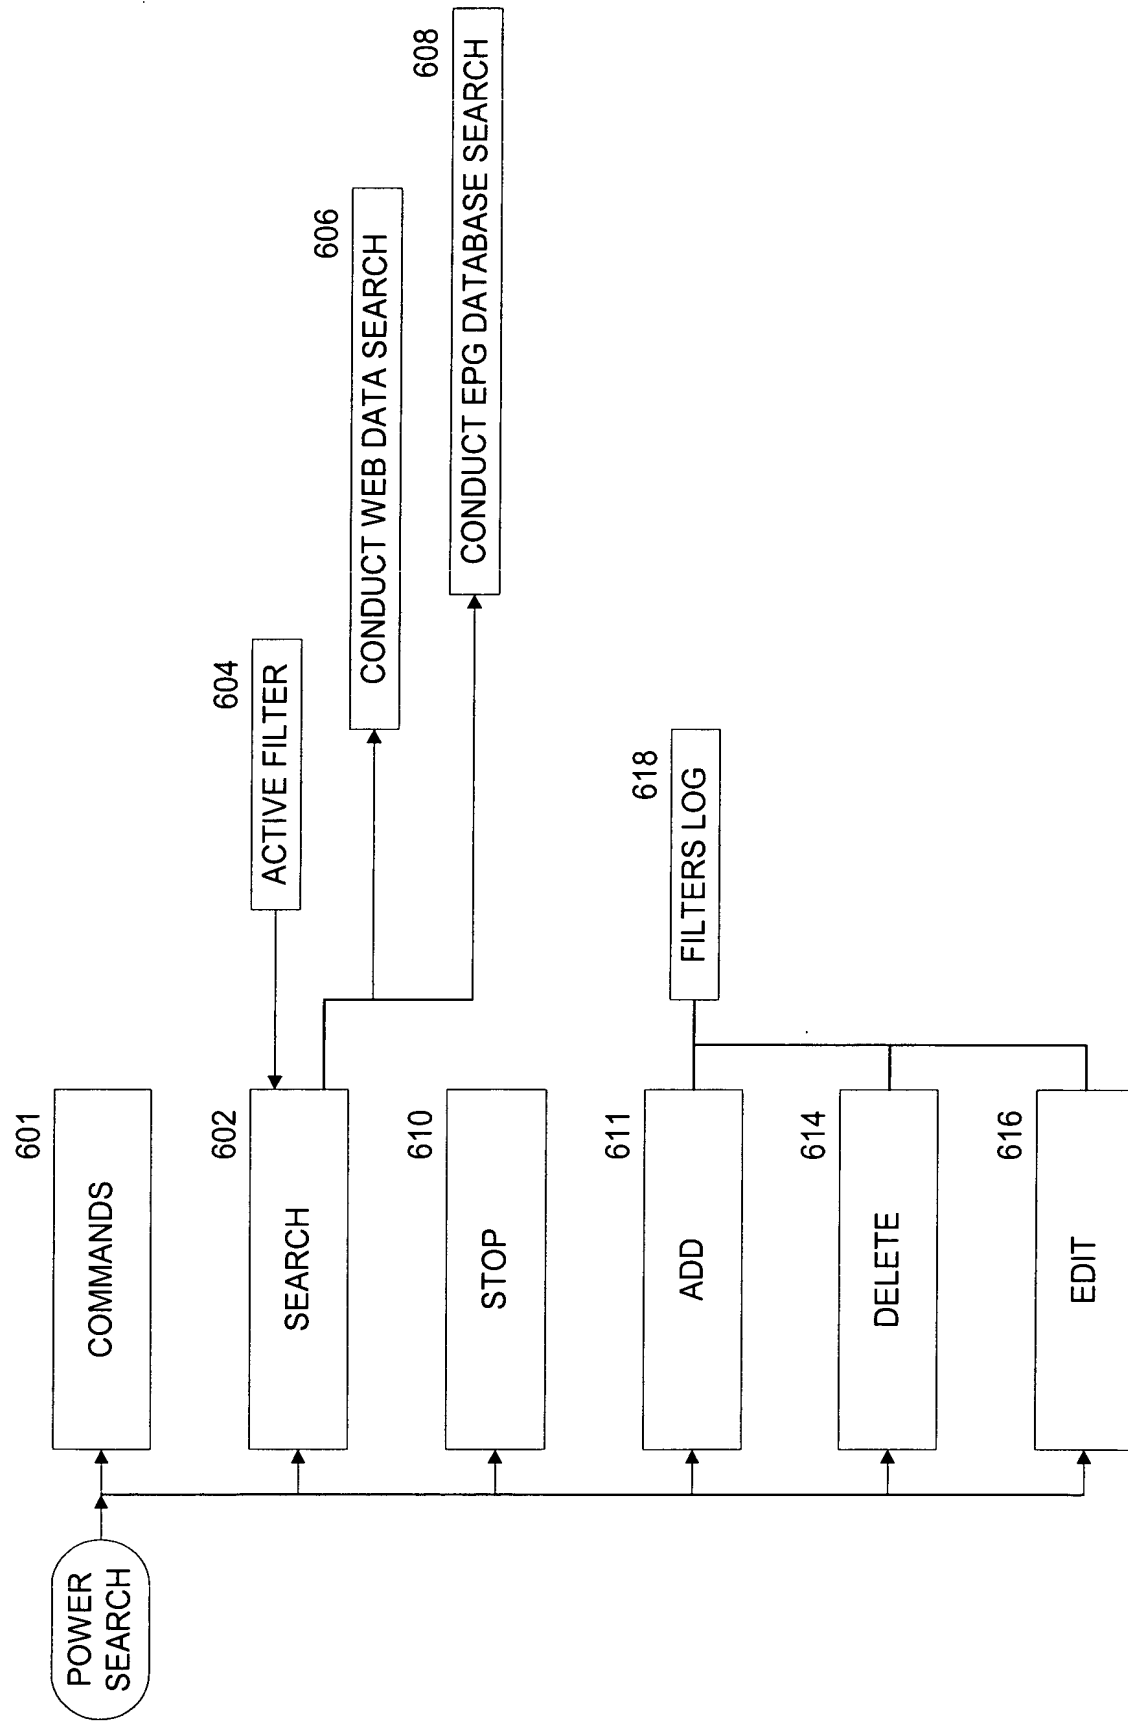 POWER
SEARCH
601
COMMANDS
602
SEARCH
604
ACTIVE FILTER
606
CONDUCT WEB DATA SEARCH
608
CONDUCT EPG DATABASE SEARCH
610
STOP
611
ADD
618
FILTERS LOG
614
DELETE
616
EDIT